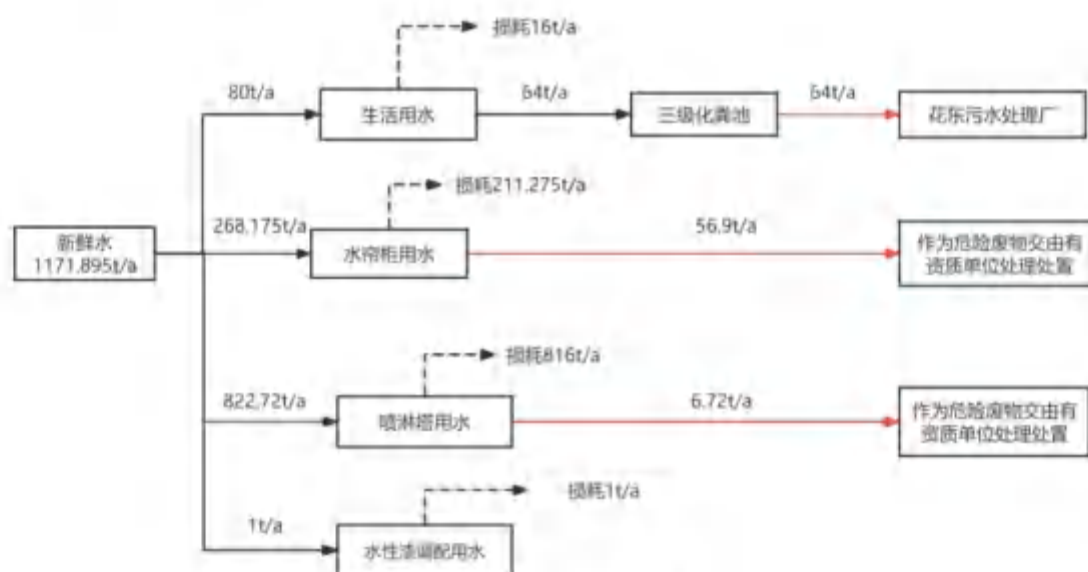 损耗16t/a
80t/a
生活用水
64t/a
三级化粪池
64t/a
花东污水处理厂
损耗211.275t/a
新鲜水
1171.895t/a
268.175t/a
水帘柜用水
56.9t/a
作为危险废物交由有
资质单位处理处置
损耗816t/a
822.72t/a
喷淋塔用水
6.72t/a
作为危险废物交由有
资质单位处理处置
损耗1t/a
1t/a
水性漆调配用水